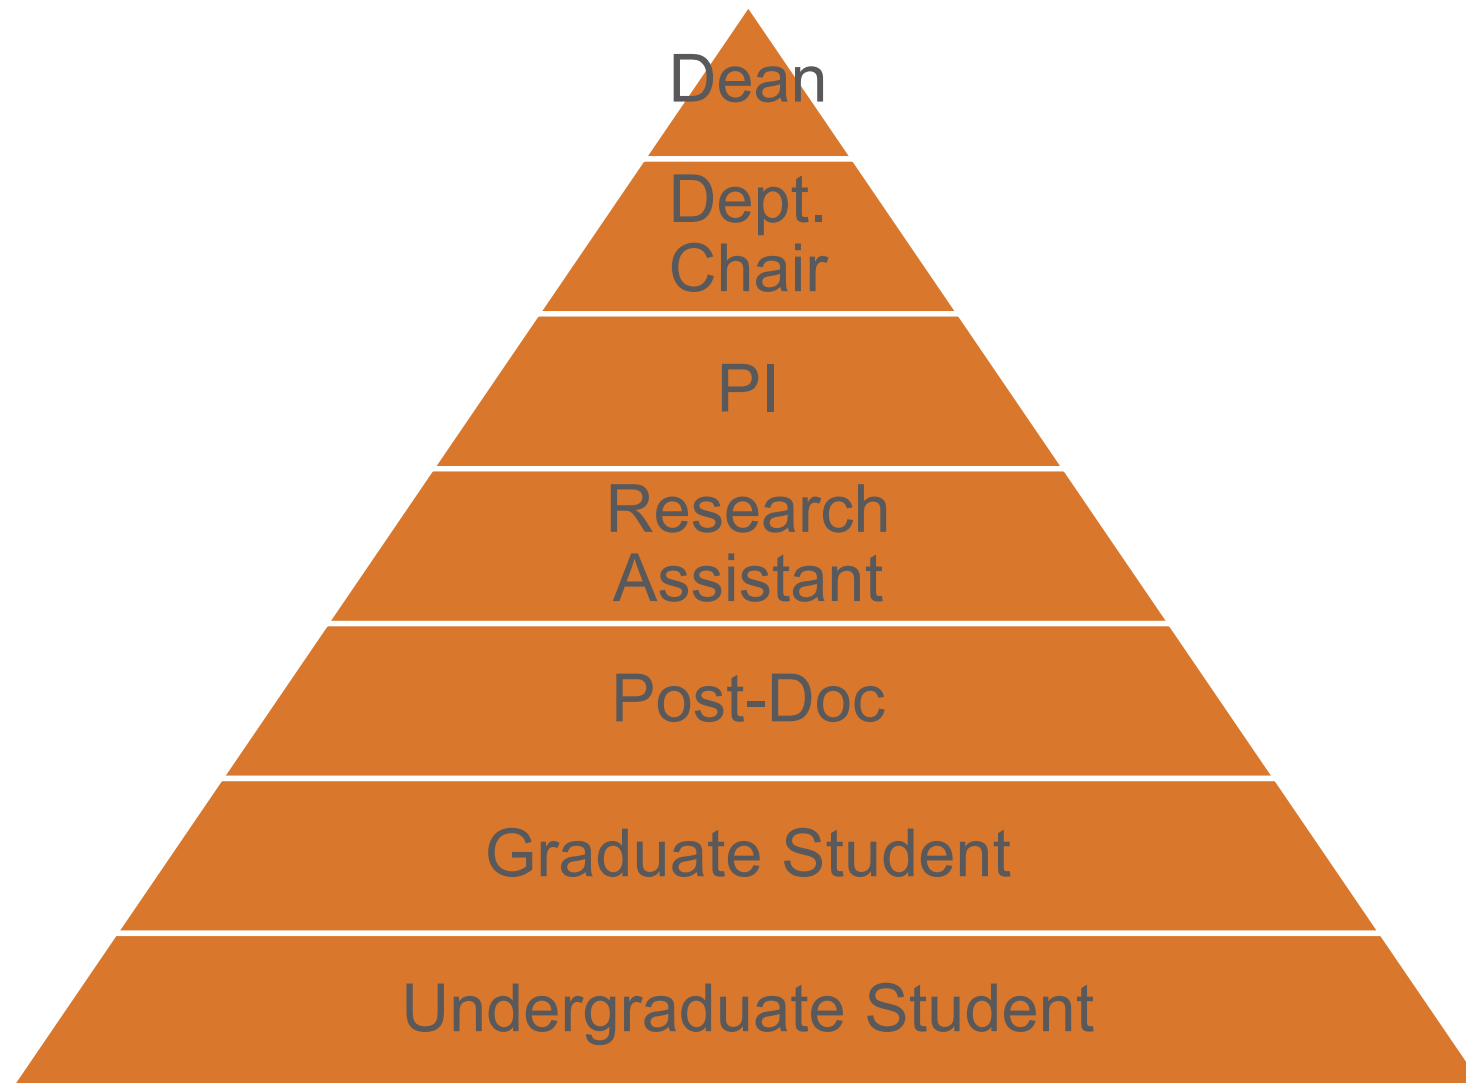 Dean
Dept.
Chair
PI
Research
Assistant
Post-Doc
Graduate Student
Undergraduate Student